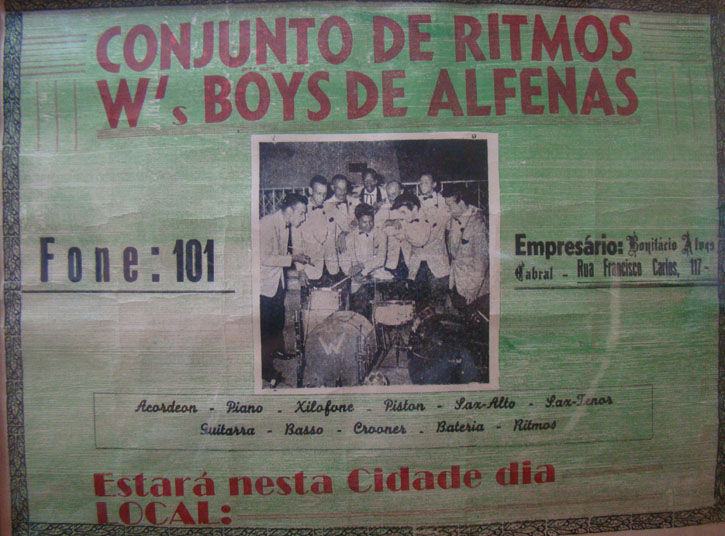 CONJUNTO DE RITMOS
W's BOYS DE ALFENAS
Fone: 101
Empresário: Bonifácio Alves
Cabral - Rua Francisco Carlos, 117-
W
Acordeon - Piano - Xilofone - Piston - Sax-Alto - Sax-Tenor
Guitarra - Basso - Crooner - Bateria - Ritmos
Estará nesta Cidade dia
LOCAL: